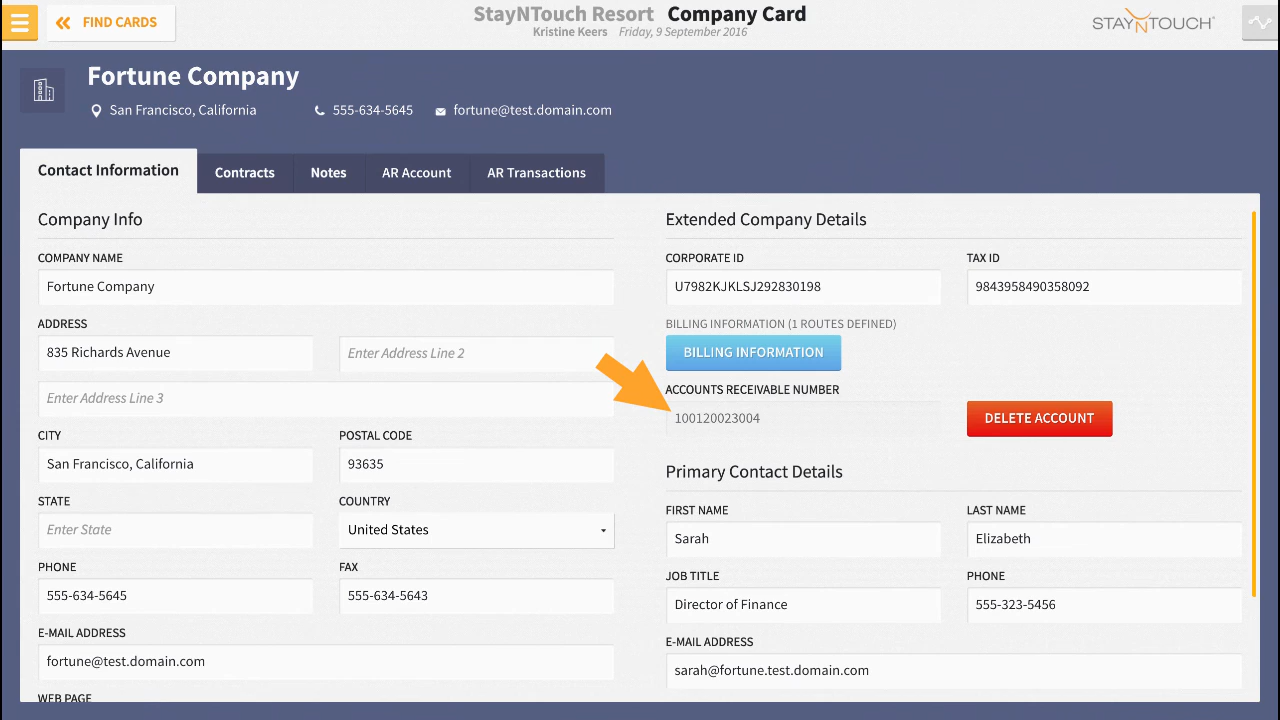 FIND CARDS
StayNTouch Resort Company Card
Kristine Keers Friday, 9 September 2016
STAYNTOUCH
Fortune Company
San Francisco, California 555-634-5645 fortune@test.domain.com
Contact Information Contracts Notes AR Account AR Transactions
Company Info
COMPANY NAME
Fortune Company
ADDRESS
835 Richards Avenue Enter Address Line 2
Enter Address Line 3
CITY POSTAL CODE
San Francisco, California 93635
STATE COUNTRY
Enter State United States
PHONE FAX
555-634-5645 555-634-5643
E-MAIL ADDRESS
fortune@test.domain.com
WEB PAGE
Extended Company Details
CORPORATE ID TAX ID
U7982KJKLSJ292830198 9843958490358092
BILLING INFORMATION (1 ROUTES DEFINED)
BILLING INFORMATION
ACCOUNTS RECEIVABLE NUMBER
100120023004 DELETE ACCOUNT
Primary Contact Details
FIRST NAME LAST NAME
Sarah Elizabeth
JOB TITLE PHONE
Director of Finance 555-323-5456
E-MAIL ADDRESS
sarah@fortune.test.domain.com